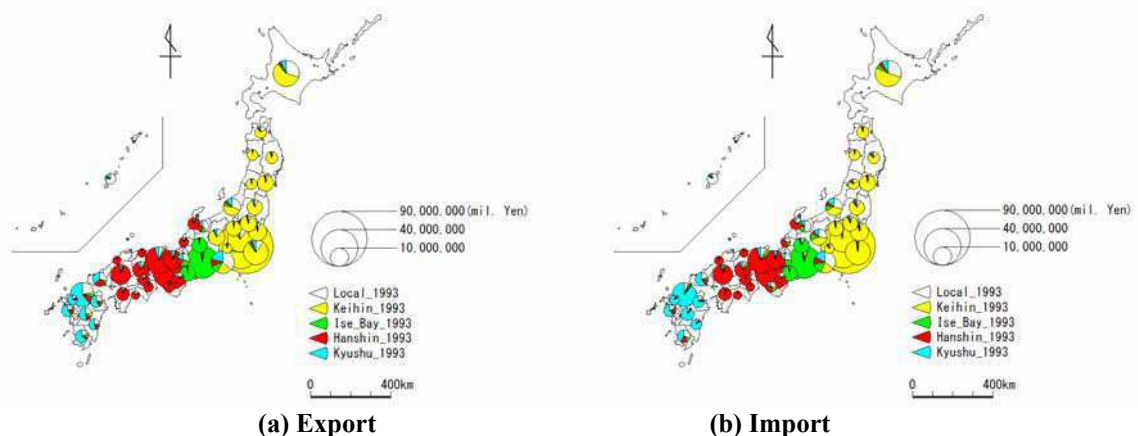 90.000.000(mil. Yen)
40.000.000
10.000.000
Local_1993
Keihin_1993
Ise_Bay_1993
Hanshin_1993
Kyushu_1993
0 400km
(a) Export
90.000.000(mil. Yen)
40.000.000
10.000.000
Local_1993
Keihin_1993
Ise_Bay_1993
Hanshin_1993
Kyushu_1993
0 400km
(b) Import